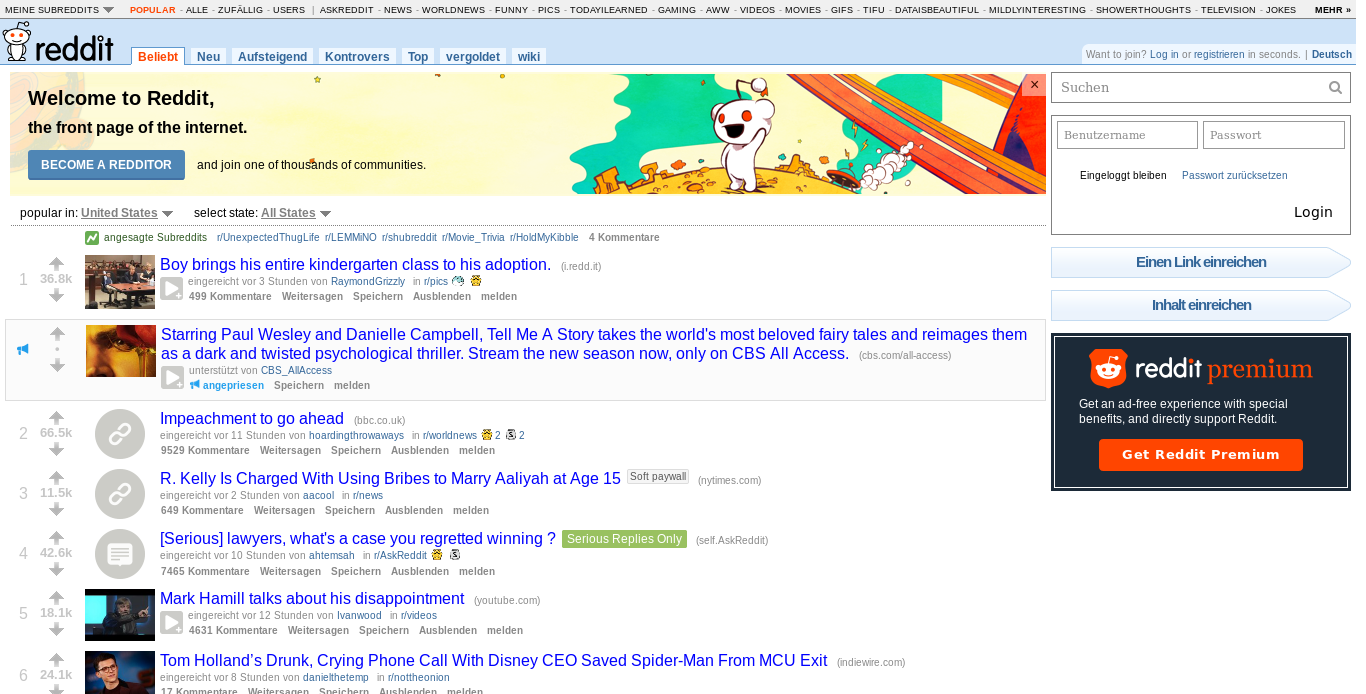 MEINE SUBREDDITS POPULAR - ALLE - ZUFÄLLIG - USERS | ASKREDDIT - NEWS - WORLDNEWS - FUNNY - PICS - TODAYILEARNED - GAMING - AWW - VIDEOS - MOVIES - GIFS - TIFU - DATAISBEAUTIFUL - MILDLYINTERESTING - SHOWERTHOUGHTS - TELEVISION - JOKES MEHR »
reddit Beliebt Neu Aufsteigend Kontrovers Top vergoldet wiki
Want to join? Log in or registrieren in seconds. | Deutsch
Welcome to Reddit,
the front page of the internet.
BECOME A REDDITOR and join one of thousands of communities.
×
popular in: United States select state: All States
angesagte Subreddits r/UnexpectedThugLife r/LEMMiNO r/shubreddit r/Movie_Trivia r/HoldMyKibble 4 Kommentare
1
36.8k
Boy brings his entire kindergarten class to his adoption. (i.redd.it)
eingereicht vor 3 Stunden von RaymondGrizzly in r/pics
499 Kommentare Weitersagen Speichern Ausblenden melden
•
Starring Paul Wesley and Danielle Campbell, Tell Me A Story takes the world's most beloved fairy tales and reimages them
as a dark and twisted psychological thriller. Stream the new season now, only on CBS All Access. (cbs.com/all-access)
unterstützt von CBS_AllAccess
angepriesen Speichern melden
2
66.5k
Impeachment to go ahead (bbc.co.uk)
eingereicht vor 11 Stunden von hoardingthrowaways in r/worldnews 2 2
9529 Kommentare Weitersagen Speichern Ausblenden melden
3
11.5k
R. Kelly Is Charged With Using Bribes to Marry Aaliyah at Age 15 Soft paywall (nytimes.com)
eingereicht vor 2 Stunden von aacool in r/news
649 Kommentare Weitersagen Speichern Ausblenden melden
4
42.6k
[Serious] lawyers, what's a case you regretted winning ? Serious Replies Only (self.AskReddit)
eingereicht vor 10 Stunden von ahtemsah in r/AskReddit
7465 Kommentare Weitersagen Speichern Ausblenden melden
5
18.1k
Mark Hamill talks about his disappointment (youtube.com)
eingereicht vor 12 Stunden von Ivanwood in r/videos
4631 Kommentare Weitersagen Speichern Ausblenden melden
6
24.1k
Tom Holland’s Drunk, Crying Phone Call With Disney CEO Saved Spider-Man From MCU Exit (indiewire.com)
eingereicht vor 8 Stunden von danielthetemp in r/nottheonion
17 Kommentare Weitersagen Speichern Ausblenden melden
Suchen
Benutzername Passwort
Eingeloggt bleiben Passwort zurücksetzen
Login
Einen Link einreichen
Inhalt einreichen
reddit premium
Get an ad-free experience with special
benefits, and directly support Reddit.
Get Reddit Premium